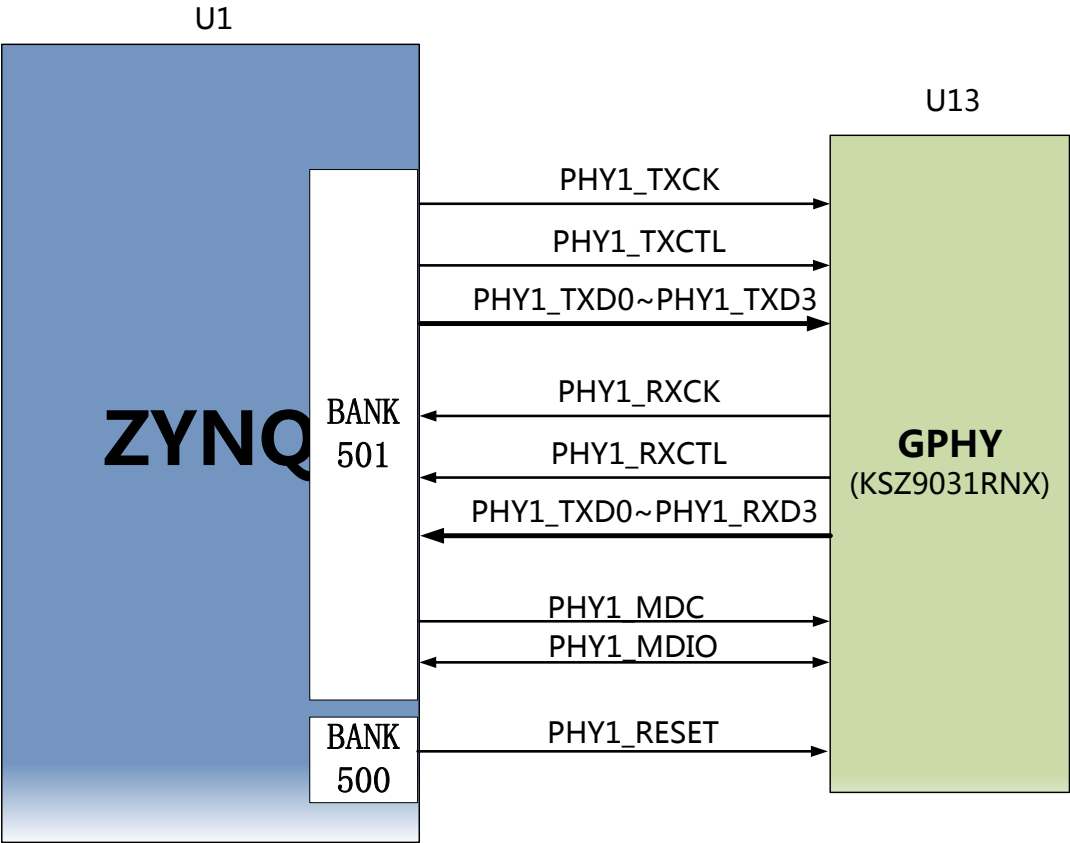 U1
U13
PHY1_TXCK
PHY1_TXCTL
PHY1_TXD0~PHY1_TXD3
PHY1_RXCK
PHY1_RXCTL
PHY1_TXD0~PHY1_RXD3
PHY1_MDC
PHY1_MDIO
PHY1_RESET
ZYNQ
BANK
501
BANK
500
GPHY
(KSZ9031RNX)